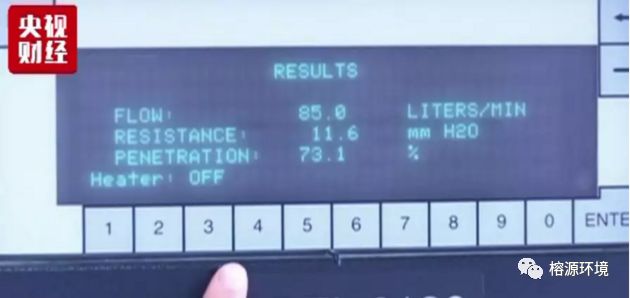 央视
财经
RESULTS
FLOW: 85.0 LITERS/MIN
RESISTANCE: 11.6 mm H2O
PENETRATION: 73.1 %
Heater: OFF
1 2 3 4 5 6 7 8 9 0 ENTE
榕源环境